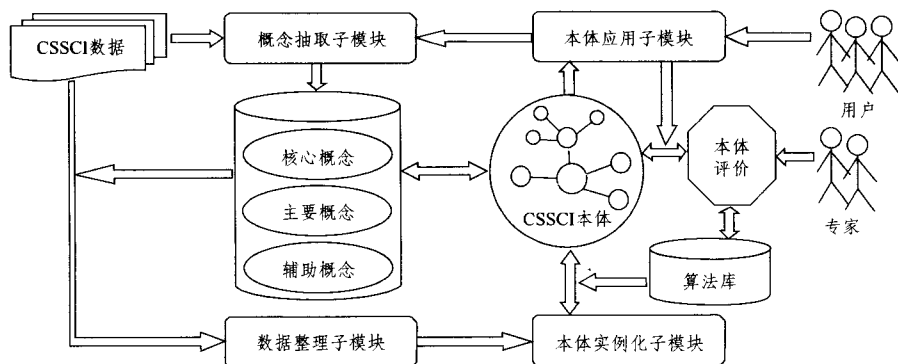 CSSCI数据
概念抽取子模块
本体应用子模块
用户
核心概念
主要概念
辅助概念
CSSCI本体
本体
评价
专家
算法库
数据整理子模块
本体实例化子模块